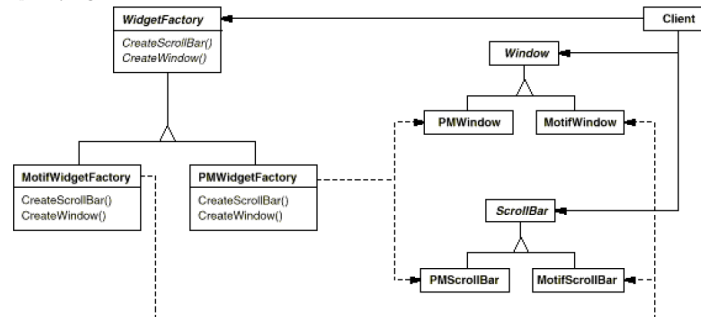 WidgetFactory
CreateScrollBar()
CreateWindow()
Client
Window
PMWindow
MotifWindow
MotifWidgetFactory
CreateScrollBar()
CreateWindow()
PMWidgetFactory
CreateScrollBar()
CreateWindow()
ScrollBar
PMScrollBar
MotifScrollBar